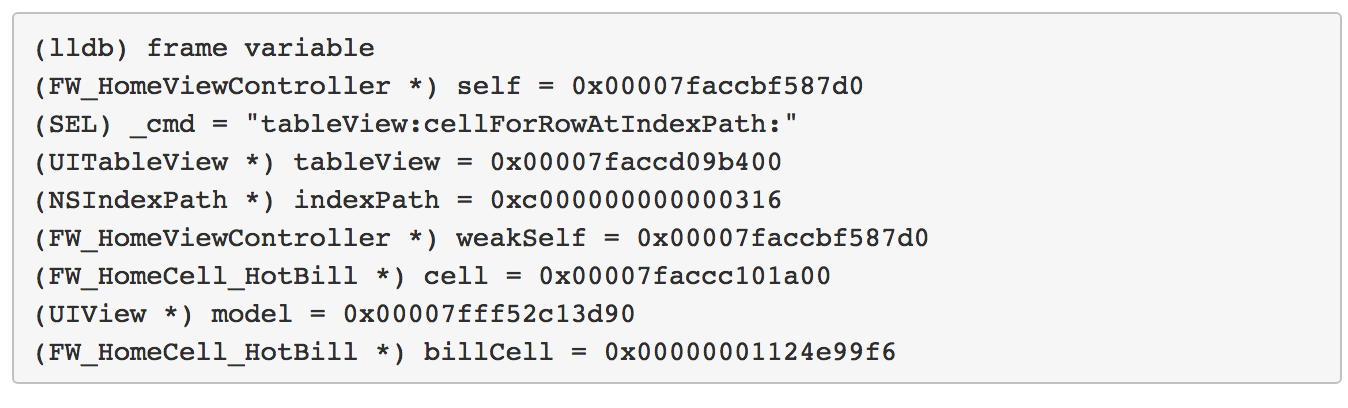 (lldb) frame variable
(FW_HomeViewController *) self = 0x00007faccbf587d0
(SEL) _cmd = "tableView:cellForRowAtIndexPath:"
(UITableView *) tableView = 0x00007faccd09b400
(NSIndexPath *) indexPath = 0xc000000000000316
(FW_HomeViewController *) weakSelf = 0x00007faccbf587d0
(FW_HomeCell_HotBill *) cell = 0x00007faccc101a00
(UIView *) model = 0x00007fff52c13d90
(FW_HomeCell_HotBill *) billCell = 0x00000001124e99f6